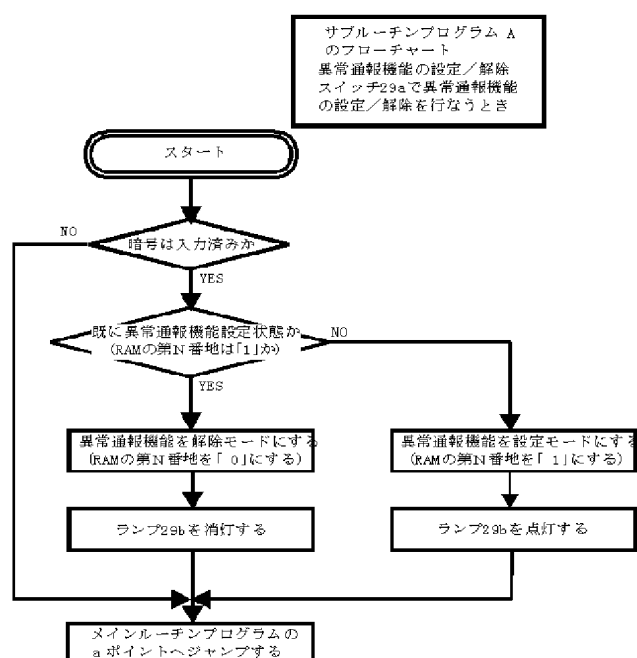 サブルーチンプログラム A
のフローチャート
異常通報機能の設定／解除
スイッチ29aで異常通報機能
の設定／解除を行なうとき
スタート
NO
暗号は入力済みか
YES
既に異常通報機能設定状態か
(RAMの第N番地は「1」か)
NO
YES
異常通報機能を解除モードにする
(RAMの第N番地を「 0」にする)
異常通報機能を設定モードにする
(RAMの第N番地を「 1」にする)
ランプ29bを消灯する
ランプ29bを点灯する
メインルーチンプログラムの
aポイントへジャンプする